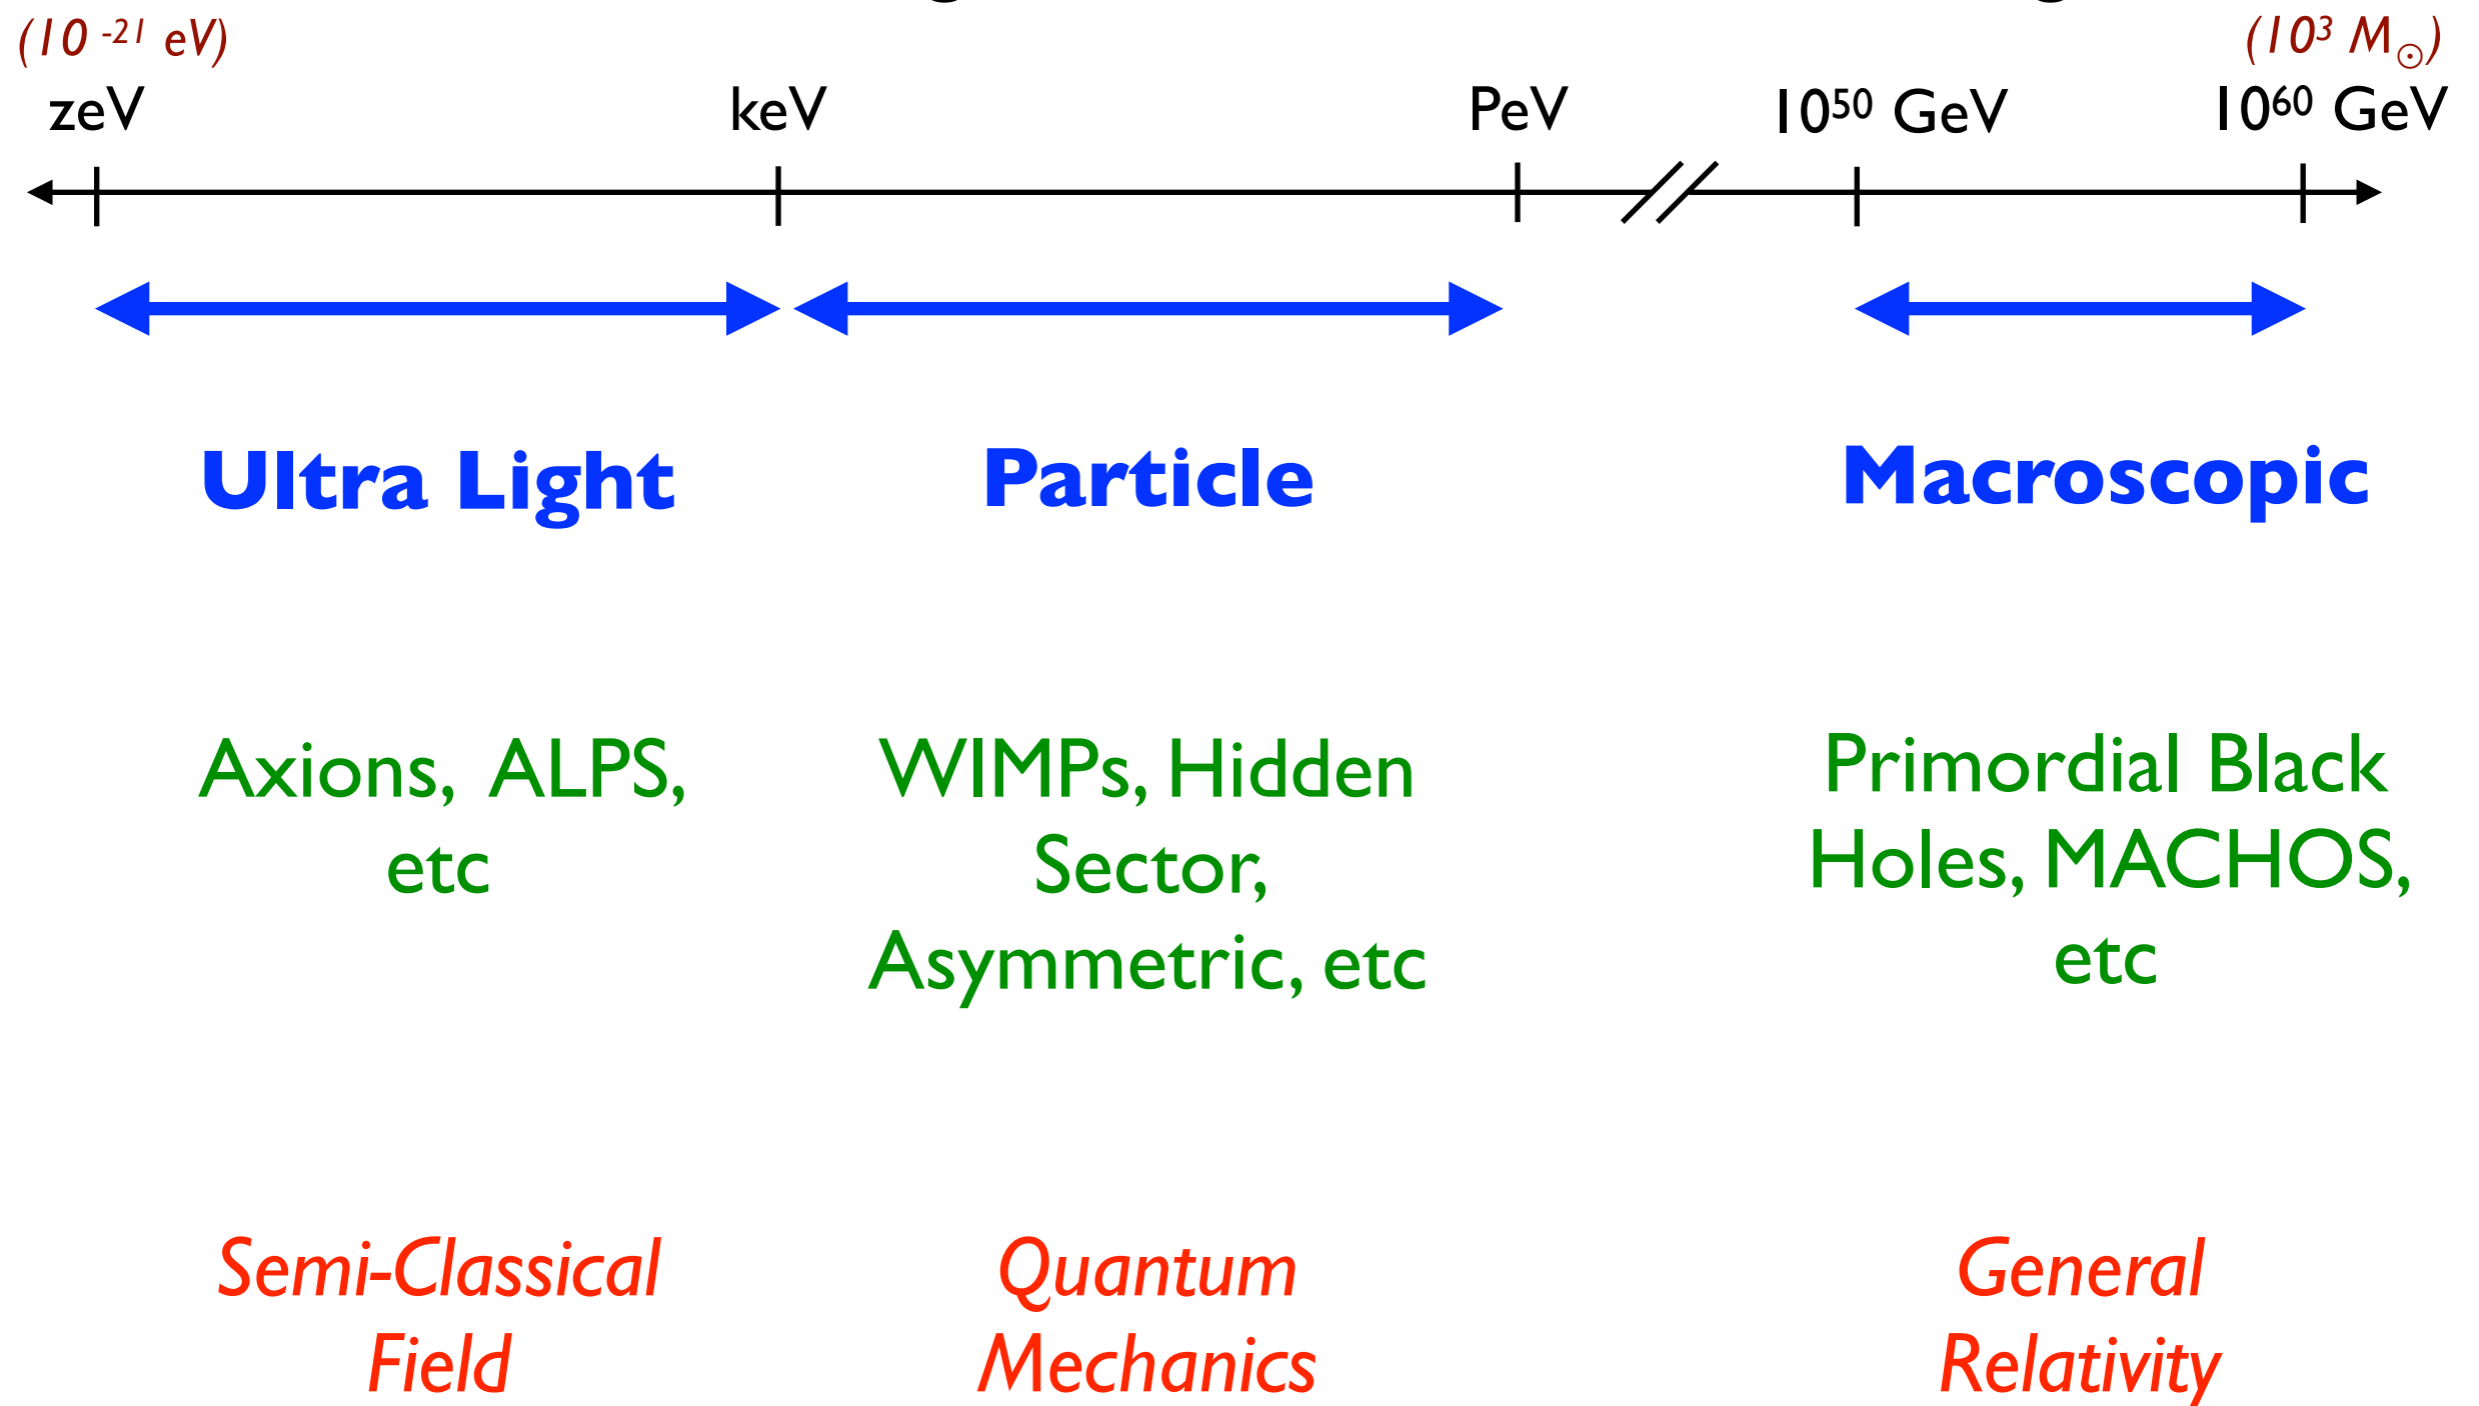 (10 -21 eV)
(10³ M☉)
zeV
keV
PeV
10⁵⁰ GeV
10⁶⁰ GeV
Ultra Light
Particle
Macroscopic
Axions, ALPS,
etc
WIMPs, Hidden
Sector,
Asymmetric, etc
Primordial Black
Holes, MACHOS,
etc
Semi-Classical
Field
Quantum
Mechanics
General
Relativity